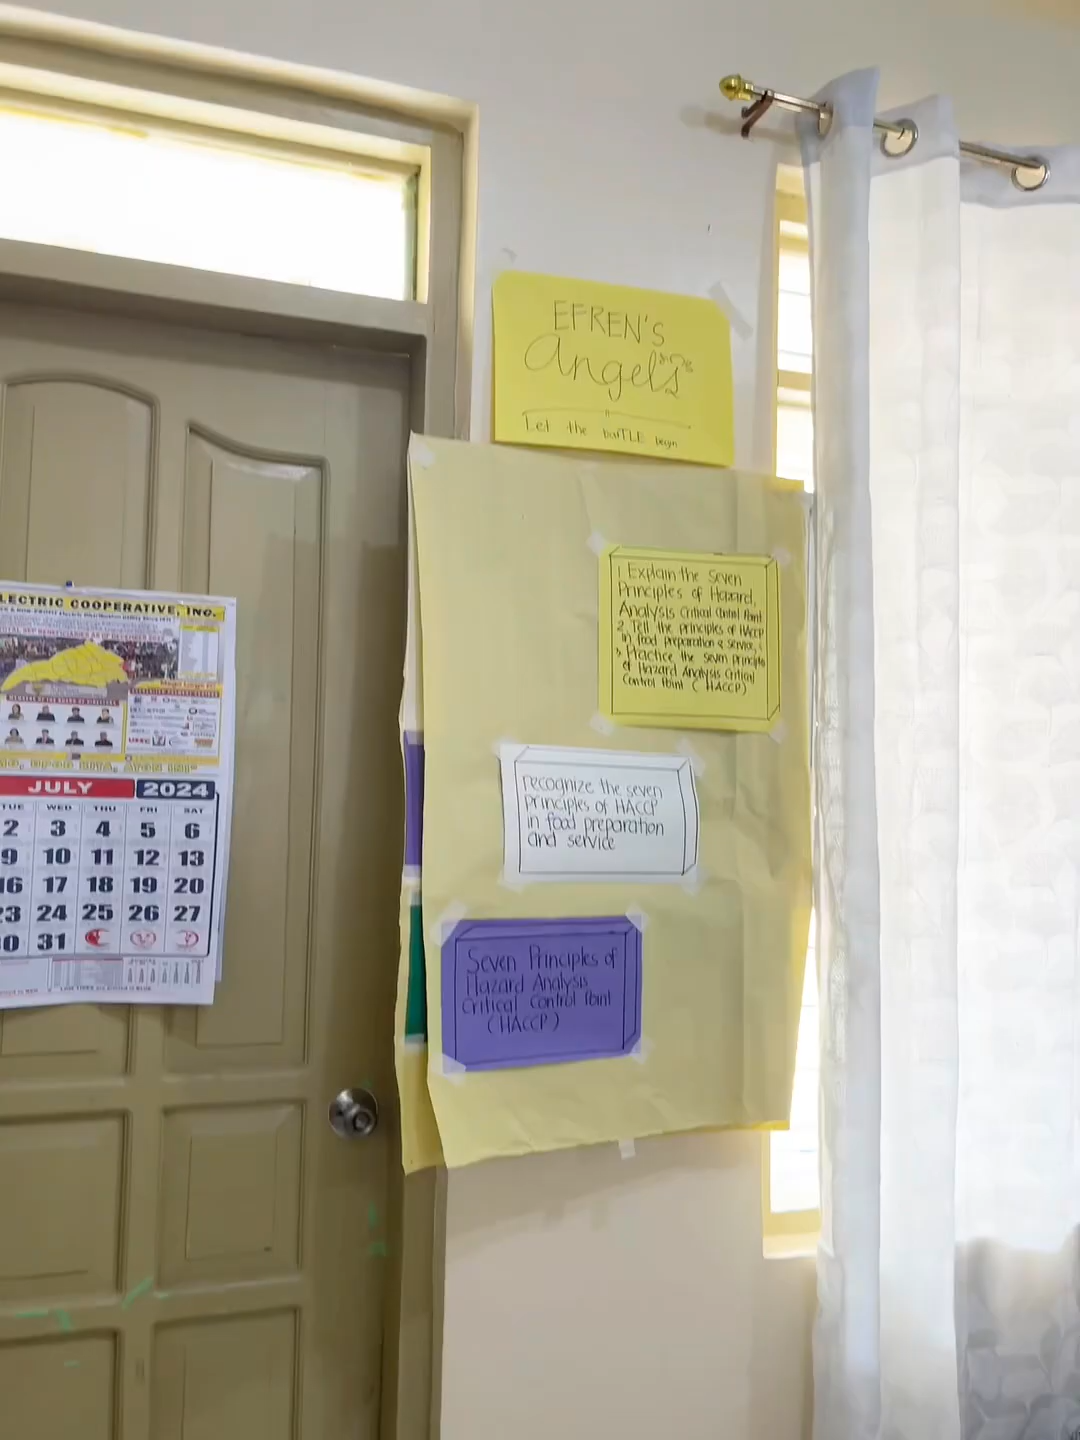 EFREN'S
Angels
Let the baTTLE begin
1. Explain the Seven
Principles of Hazard,
Analysis Critical Control Point
2. Tell the principles of HACCP
in food preparation & service,
3. Practice the seven principle
of Hazard Analysis Critical
Control Point (HACCP)
recognize the seven
principles of HACCP
in food preparation
and service
Seven Principles of
Hazard Analysis
Critical Control Point
(HACCP)
LECTRIC COOPERATIVE, INC.
JULY 2024
TUE WED THU FRI SAT
2 3 4 5 6
9 10 11 12 13
16 17 18 19 20
23 24 25 26 27
30 31